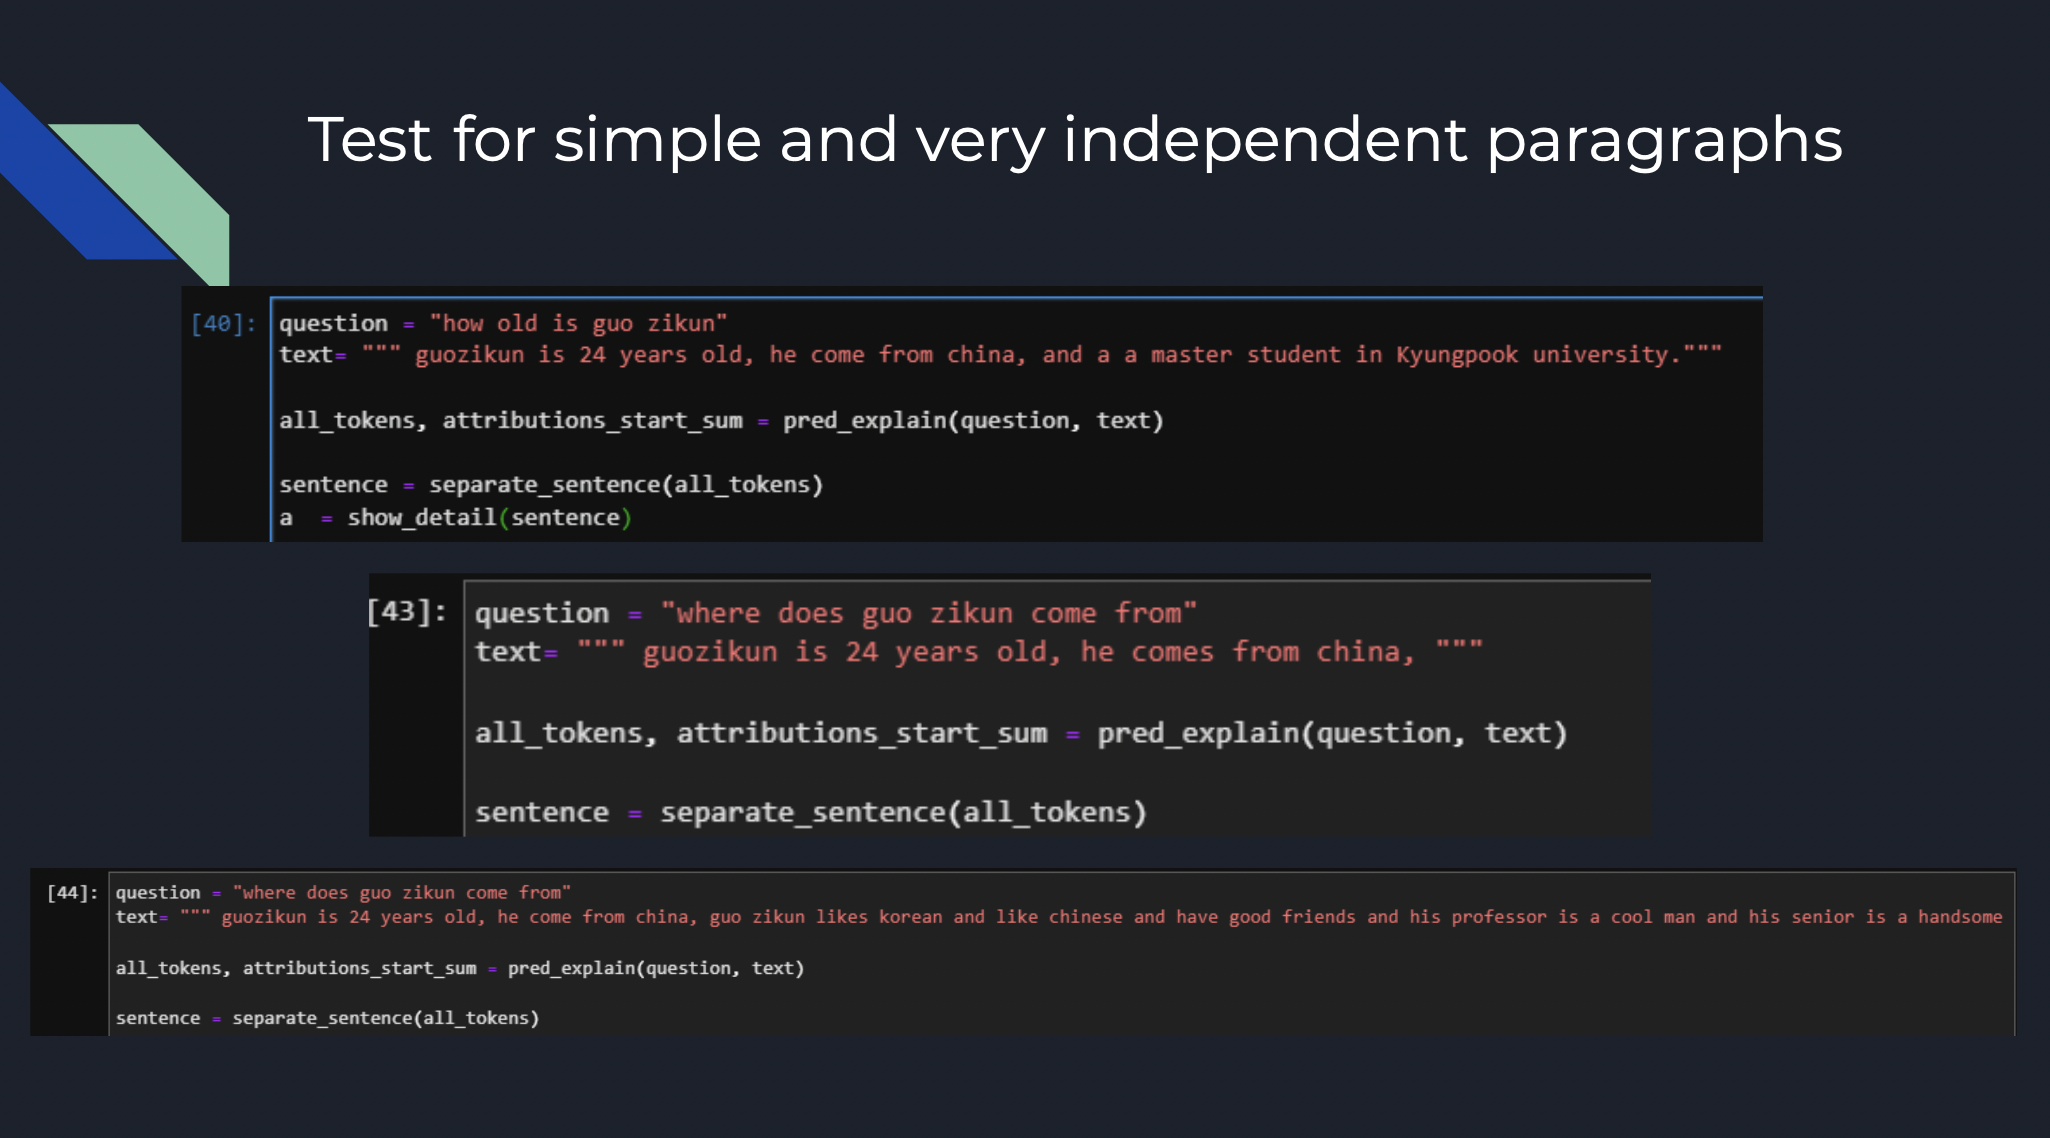 Test for simple and very independent paragraphs
[40]: question = "how old is guo zikun"
text= """ guozikun is 24 years old, he come from china, and a a master student in Kyungpook university."""
all_tokens, attributions_start_sum = pred_explain(question, text)
sentence = separate_sentence(all_tokens)
a  = show_detail(sentence)
[43]: question = "where does guo zikun come from"
text= """ guozikun is 24 years old, he comes from china, """
all_tokens, attributions_start_sum = pred_explain(question, text)
sentence = separate_sentence(all_tokens)
[44]: question = "where does guo zikun come from"
text= """ guozikun is 24 years old, he come from china, guo zikun likes korean and like chinese and have good friends and his professor is a cool man and his senior is a handsome
all_tokens, attributions_start_sum = pred_explain(question, text)
sentence = separate_sentence(all_tokens)